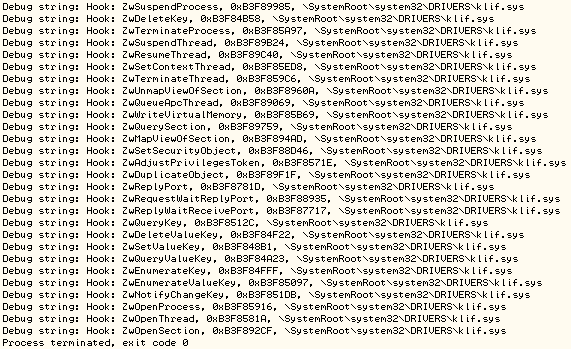 Debug string: Hook: ZwSuspendProcess, 0xB3F89985, \SystemRoot\system32\DRIVERS\klif.sys
Debug string: Hook: ZwDeleteKey, 0xB3F84B58, \SystemRoot\system32\DRIVERS\klif.sys
Debug string: Hook: ZwTerminateProcess, 0xB3F85A97, \SystemRoot\system32\DRIVERS\klif.sys
Debug string: Hook: ZwSuspendThread, 0xB3F89B24, \SystemRoot\system32\DRIVERS\klif.sys
Debug string: Hook: ZwResumeThread, 0xB3F89C40, \SystemRoot\system32\DRIVERS\klif.sys
Debug string: Hook: ZwSetContextThread, 0xB3F85ED8, \SystemRoot\system32\DRIVERS\klif.sys
Debug string: Hook: ZwTerminateThread, 0xB3F859C6, \SystemRoot\system32\DRIVERS\klif.sys
Debug string: Hook: ZwUnmapViewOfSection, 0xB3F8960A, \SystemRoot\system32\DRIVERS\klif.sys
Debug string: Hook: ZwQueueApcThread, 0xB3F89069, \SystemRoot\system32\DRIVERS\klif.sys
Debug string: Hook: ZwWriteVirtualMemory, 0xB3F85B69, \SystemRoot\system32\DRIVERS\klif.sys
Debug string: Hook: ZwQuerySection, 0xB3F89759, \SystemRoot\system32\DRIVERS\klif.sys
Debug string: Hook: ZwMapViewOfSection, 0xB3F894AD, \SystemRoot\system32\DRIVERS\klif.sys
Debug string: Hook: ZwSetSecurityObject, 0xB3F88D46, \SystemRoot\system32\DRIVERS\klif.sys
Debug string: Hook: ZwAdjustPrivilegesToken, 0xB3F8571E, \SystemRoot\system32\DRIVERS\klif.sys
Debug string: Hook: ZwDuplicateObject, 0xB3F89F1F, \SystemRoot\system32\DRIVERS\klif.sys
Debug string: Hook: ZwReplyPort, 0xB3F8781D, \SystemRoot\system32\DRIVERS\klif.sys
Debug string: Hook: ZwRequestWaitReplyPort, 0xB3F88935, \SystemRoot\system32\DRIVERS\klif.sys
Debug string: Hook: ZwReplyWaitReceivePort, 0xB3F87717, \SystemRoot\system32\DRIVERS\klif.sys
Debug string: Hook: ZwQueryKey, 0xB3F8512C, \SystemRoot\system32\DRIVERS\klif.sys
Debug string: Hook: ZwDeleteValueKey, 0xB3F84F22, \SystemRoot\system32\DRIVERS\klif.sys
Debug string: Hook: ZwSetValueKey, 0xB3F848B1, \SystemRoot\system32\DRIVERS\klif.sys
Debug string: Hook: ZwQueryValueKey, 0xB3F84A23, \SystemRoot\system32\DRIVERS\klif.sys
Debug string: Hook: ZwEnumerateKey, 0xB3F84FFF, \SystemRoot\system32\DRIVERS\klif.sys
Debug string: Hook: ZwEnumerateValueKey, 0xB3F85097, \SystemRoot\system32\DRIVERS\klif.sys
Debug string: Hook: ZwNotifyChangeKey, 0xB3F851DB, \SystemRoot\system32\DRIVERS\klif.sys
Debug string: Hook: ZwOpenProcess, 0xB3F85916, \SystemRoot\system32\DRIVERS\klif.sys
Debug string: Hook: ZwOpenThread, 0xB3F8581A, \SystemRoot\system32\DRIVERS\klif.sys
Debug string: Hook: ZwOpenSection, 0xB3F892CF, \SystemRoot\system32\DRIVERS\klif.sys
Process terminated, exit code 0